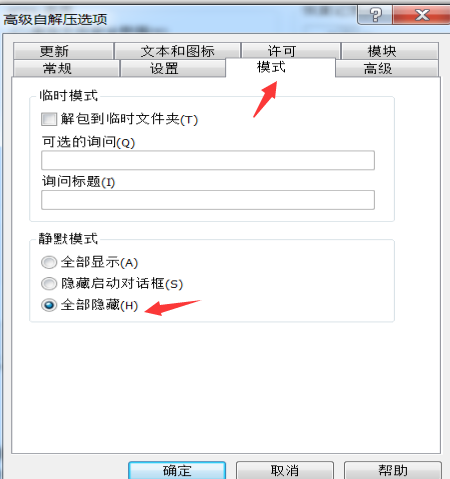 高级自解压选项
更新 文本和图标 许可 模块
常规 设置 模式 高级
临时模式
解包到临时文件夹(T)
可选的询问(Q)
询问标题(I)
静默模式
全部显示(A)
隐藏启动对话框(S)
全部隐藏(H)
确定 取消 帮助